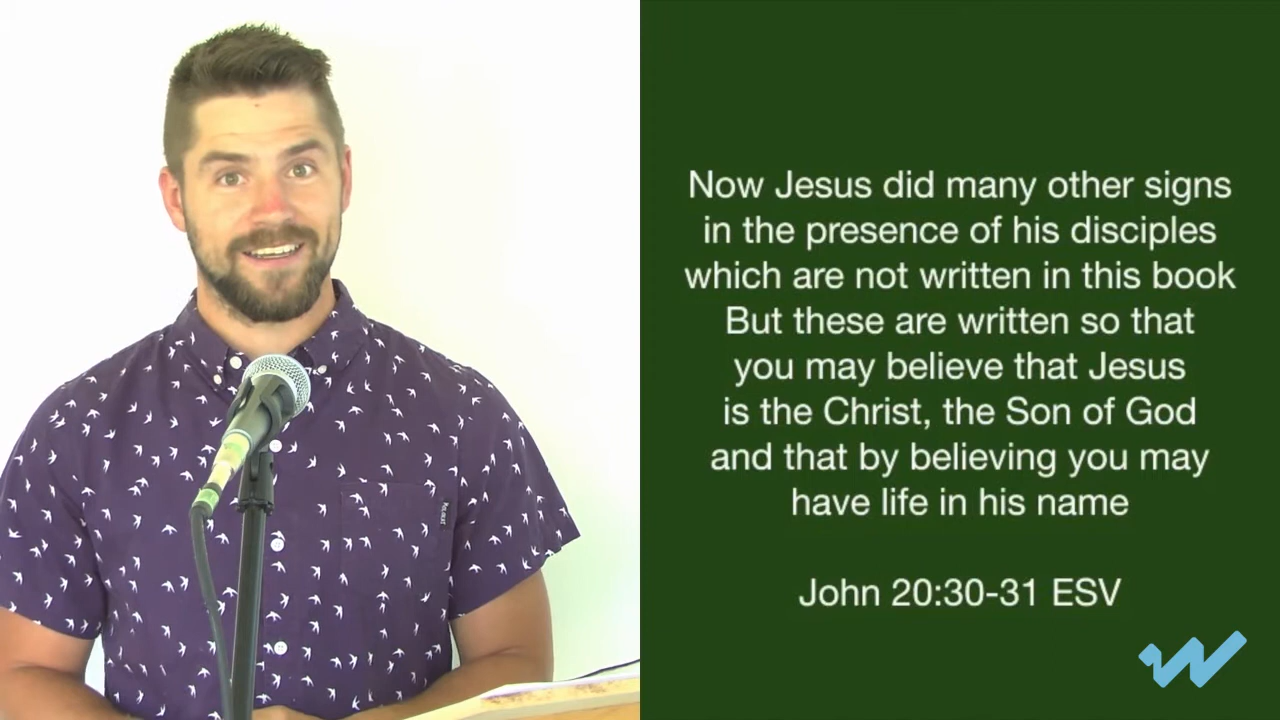 Now Jesus did many other signs
in the presence of his disciples
which are not written in this book
But these are written so that
you may believe that Jesus
is the Christ, the Son of God
and that by believing you may
have life in his name
John 20:30-31 ESV